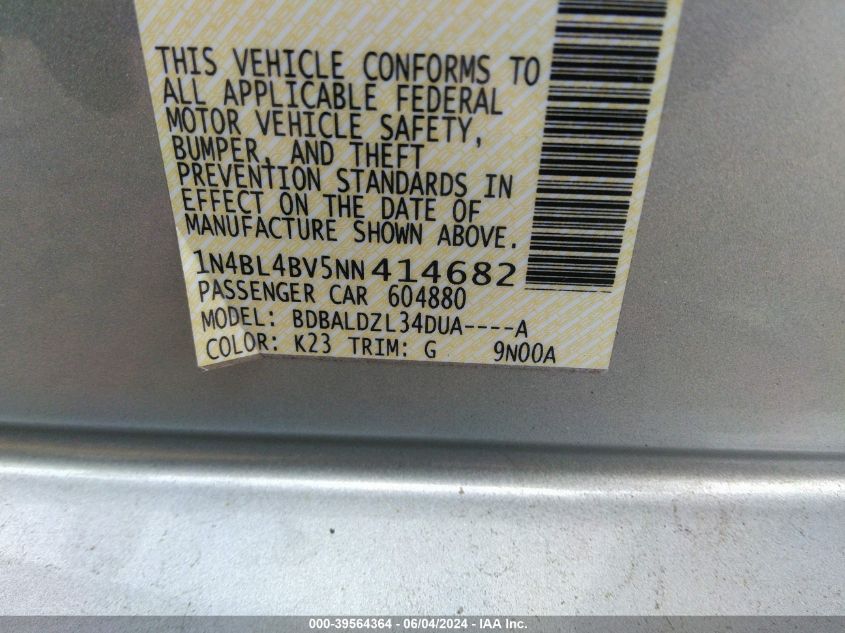 THIS VEHICLE CONFORMS TO
ALL APPLICABLE FEDERAL
MOTOR VEHICLE SAFETY,
BUMPER, AND THEFT
PREVENTION STANDARDS IN
EFFECT ON THE DATE OF
MANUFACTURE SHOWN ABOVE.
1N4BL4BV5NN414682
PASSENGER CAR 604880
MODEL: BDBALDZL34DUA----A
COLOR: K23 TRIM: G 9N00A
000-39564364 - 06/04/2024 - IAA Inc.